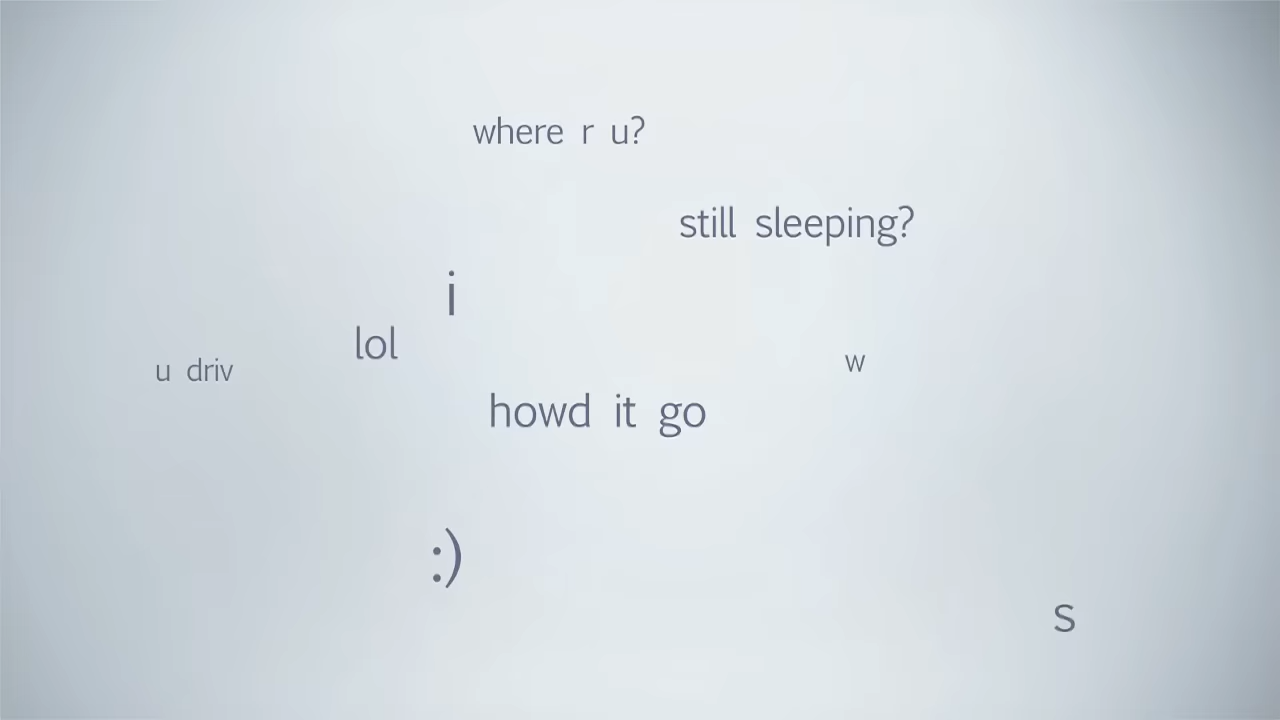 where r u?
still sleeping?
i
lol
u driv
w
howd it go
:)
s